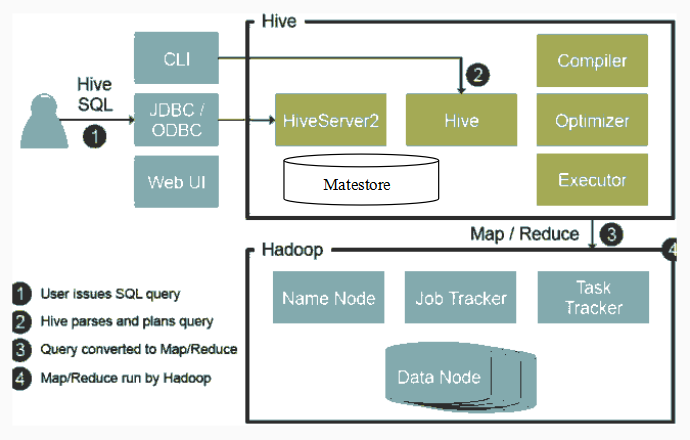 Hive
CLI
Compiler
2
Hive
SQL
JDBC /
ODBC
HiveServer2
Hive
Optimizer
1
Web UI
Matestore
Executor
Map / Reduce
3
Hadoop
4
Name Node
Job Tracker
Task
Tracker
1 User issues SQL query
2 Hive parses and plans query
3 Query converted to Map/Reduce
4 Map/Reduce run by Hadoop
Data Node